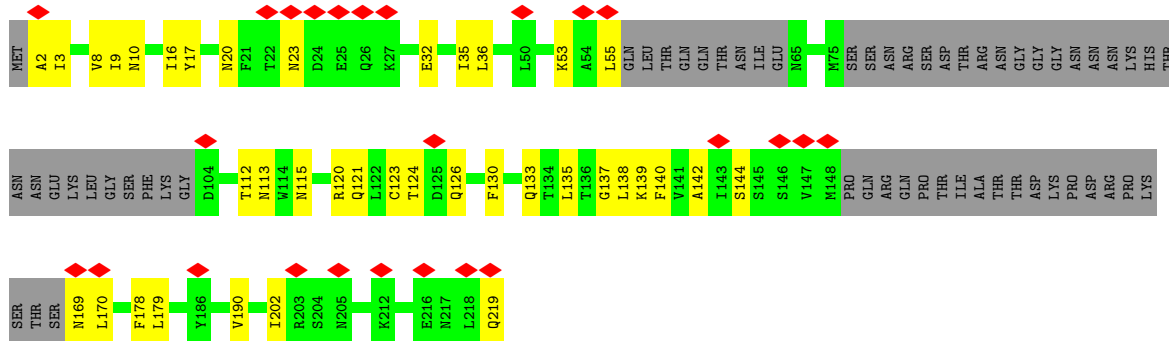 MET A2 I3 V8 I9 N10 I16 Y17 N20 F21 T22 N23 D24 E25 Q26 K27 E32 I35 L36 L50 K53 A54 L55 GLN LEU THR GLN GLN THR ASN ILE GLU N65 M75 SER SER ASN ARG SER ASP THR ARG ASN GLY GLY GLY ASN ASN ASN LYS HIS THR
ASN ASN GLU LYS LEU GLY SER PHE LYS GLY D104 T112 N113 W114 N115 R120 Q121 L122 C123 T124 D125 Q126 F130 Q133 T134 L135 T136 G137 L138 K139 F140 V141 A142 I143 S144 S145 S146 V147 M148 PRO GLN ARG GLN PRO THR ILE ALA THR THR ASP LYS PRO ASP ARG PRO LYS
SER THR SER N169 L170 F178 L179 Y186 V190 I202 R203 S204 N205 K212 E216 N217 L218 Q219